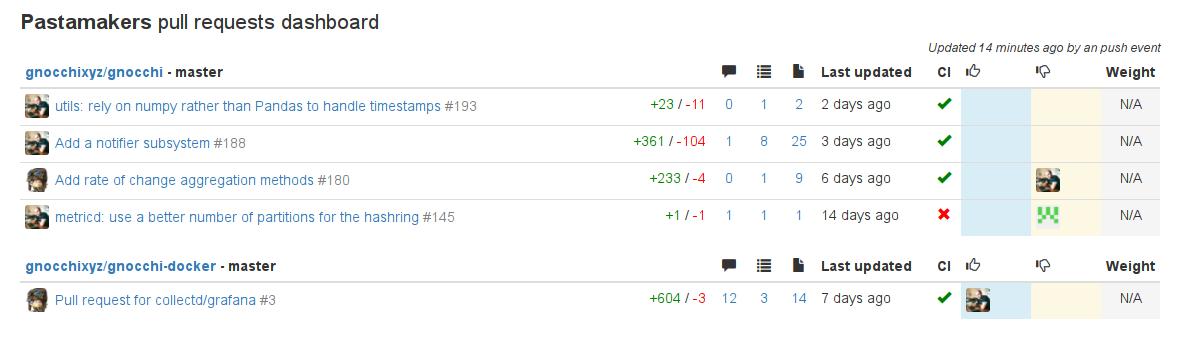 Pastamakers pull requests dashboard
Updated 14 minutes ago by an push event
gnocchixyz/gnocchi - master Last updated CI Weight
utils: rely on numpy rather than Pandas to handle timestamps #193 +23 / -11 0 1 2 2 days ago N/A
Add a notifier subsystem #188 +361 / -104 1 8 25 3 days ago N/A
Add rate of change aggregation methods #180 +233 / -4 0 1 9 6 days ago N/A
metricd: use a better number of partitions for the hashring #145 +1 / -1 1 1 1 14 days ago N/A
gnocchixyz/gnocchi-docker - master Last updated CI Weight
Pull request for collectd/grafana #3 +604 / -3 12 3 14 7 days ago N/A